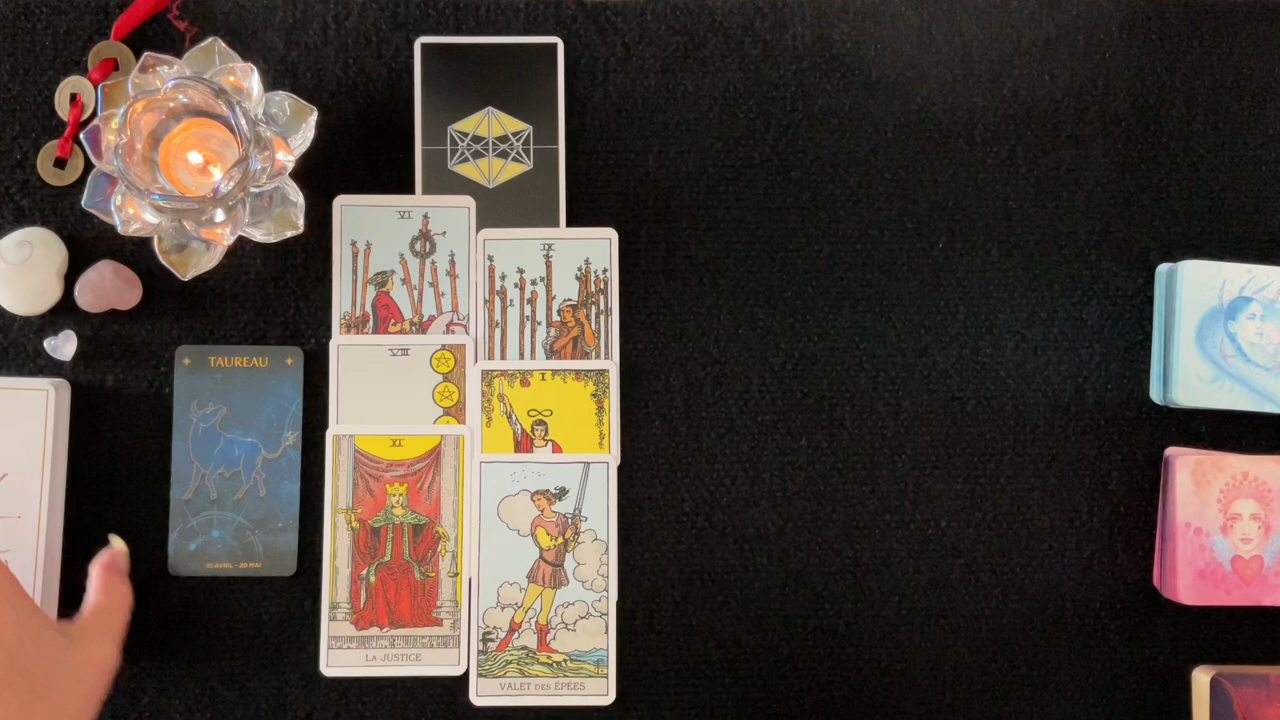 VI
IX
TAUREAU
VIII
I
XI
21 AVRIL - 20 MAI
LA JUSTICE
VALET DES ÉPÉES